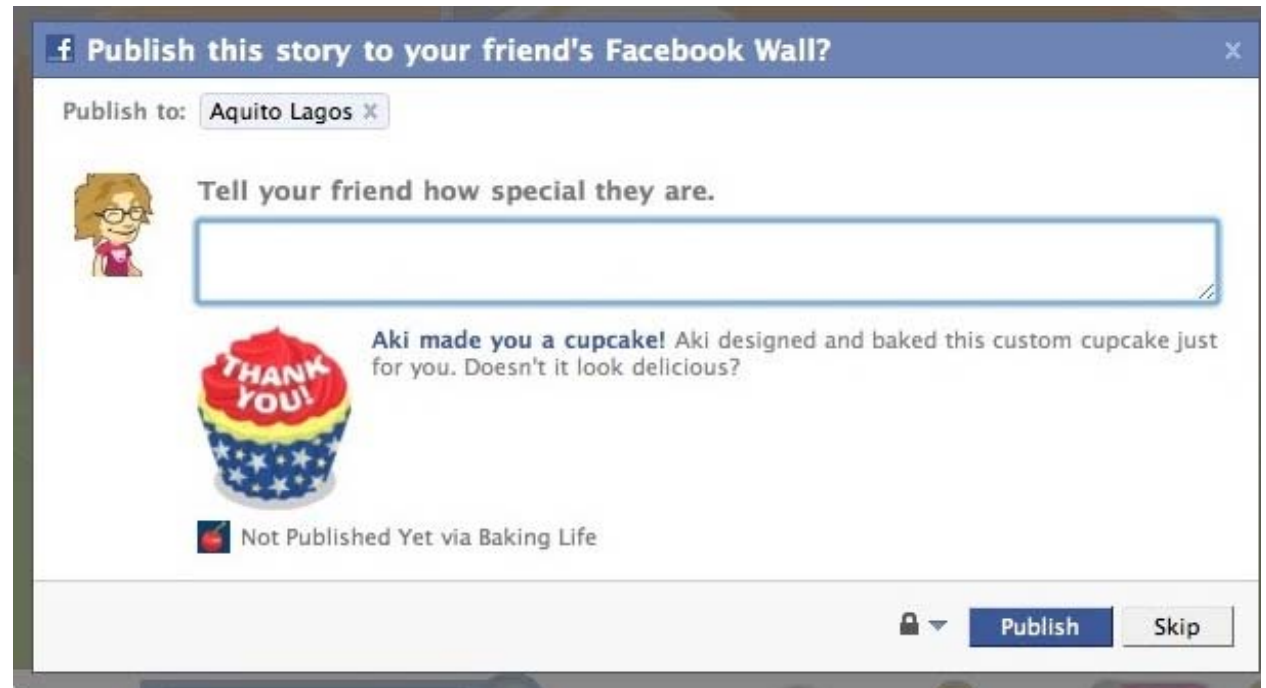 f Publish this story to your friend's Facebook Wall? x
Publish to: Aquito Lagos x
Tell your friend how special they are.
THANK
YOU!
Aki made you a cupcake! Aki designed and baked this custom cupcake just
for you. Doesn't it look delicious?
Not Published Yet via Baking Life
Publish Skip